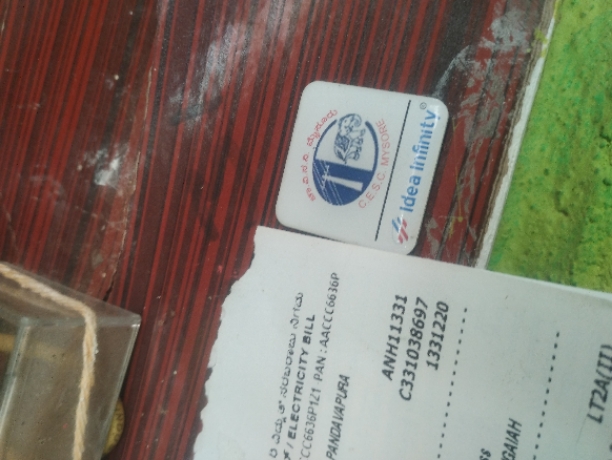 C.E.S.C. MYSORE
Idea infinity®
/ ELECTRICITY BILL
CCC6636P1Z1 PAN : AACCC6636P
PANDAVAPURA
ANH11331
C331038697
1331220
GAIAH
LT2A(II)